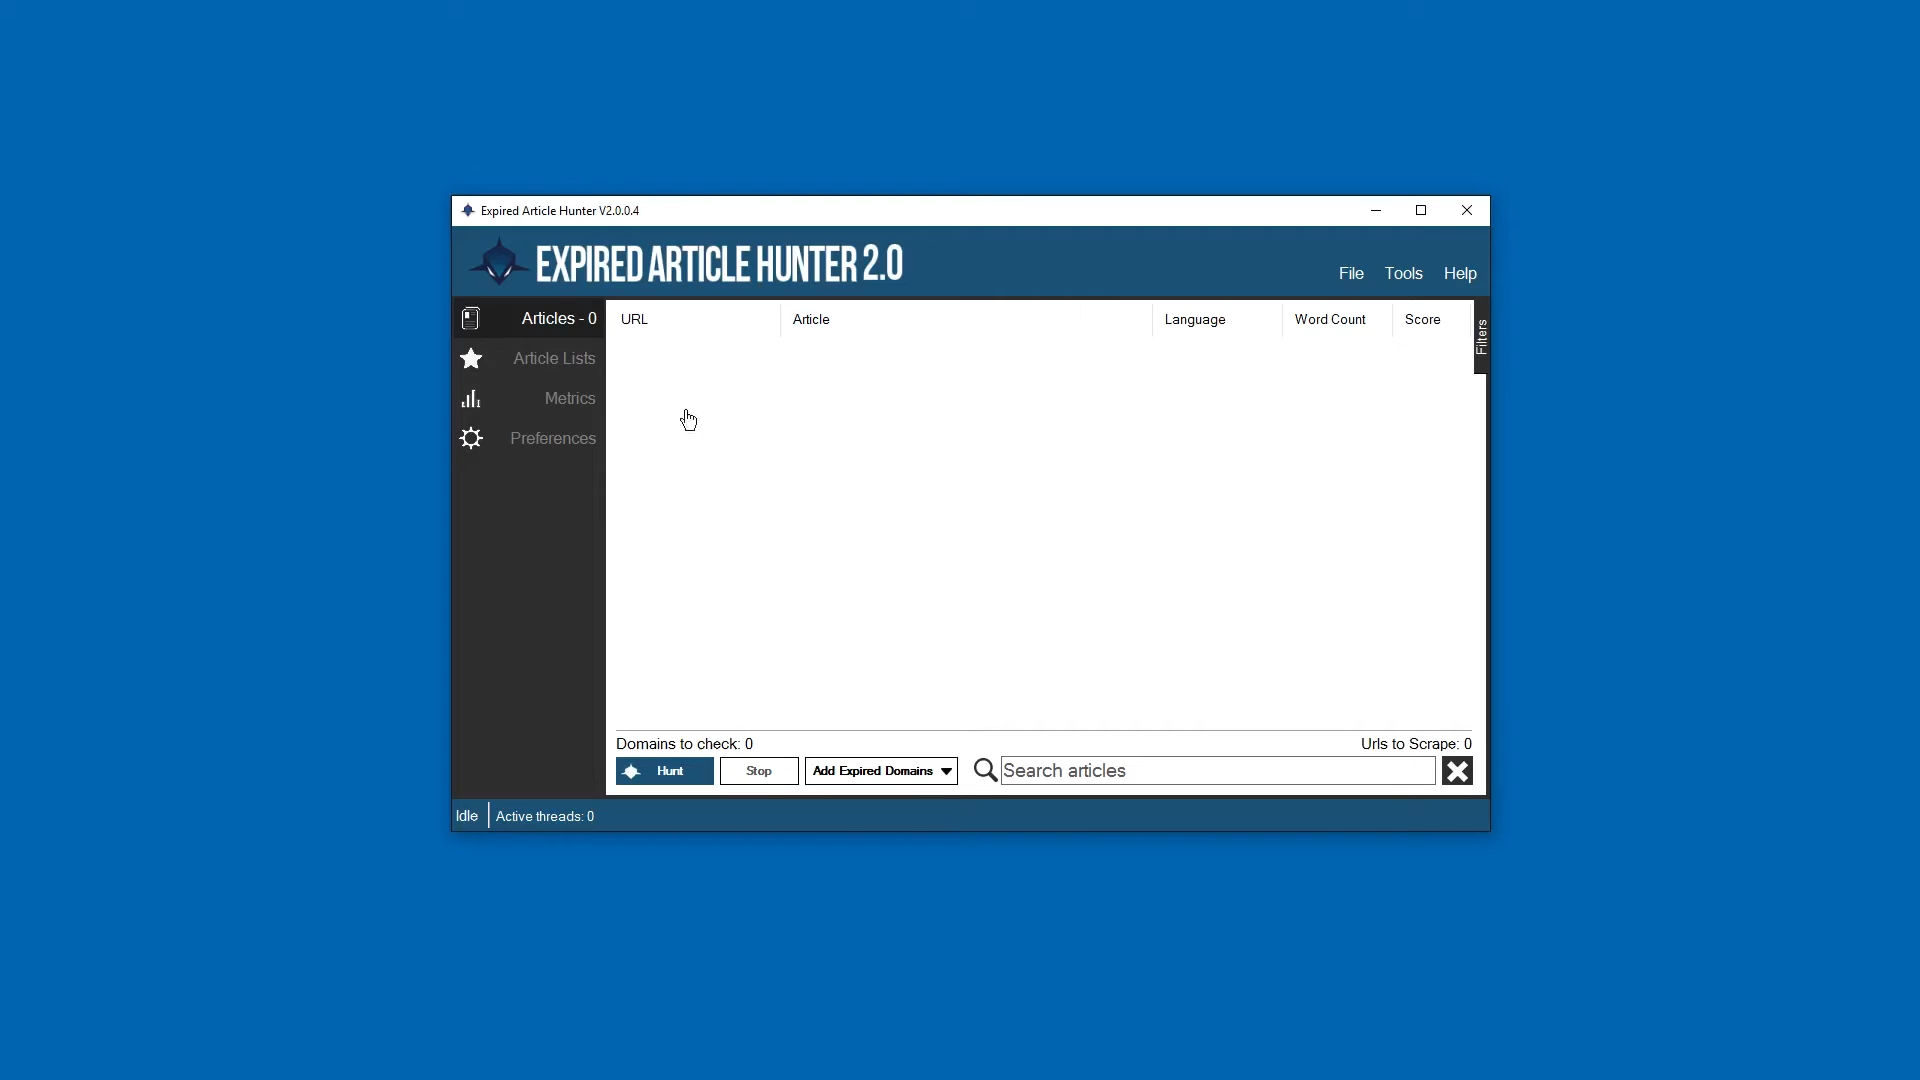 Expired Article Hunter V2.0.0.4
EXPIRED ARTICLE HUNTER 2.0
File Tools Help
Articles - 0
Article Lists
Metrics
Preferences
URL Article Language Word Count Score
Filters
Domains to check: 0
Urls to Scrape: 0
Hunt Stop Add Expired Domains Search articles
Idle Active threads: 0